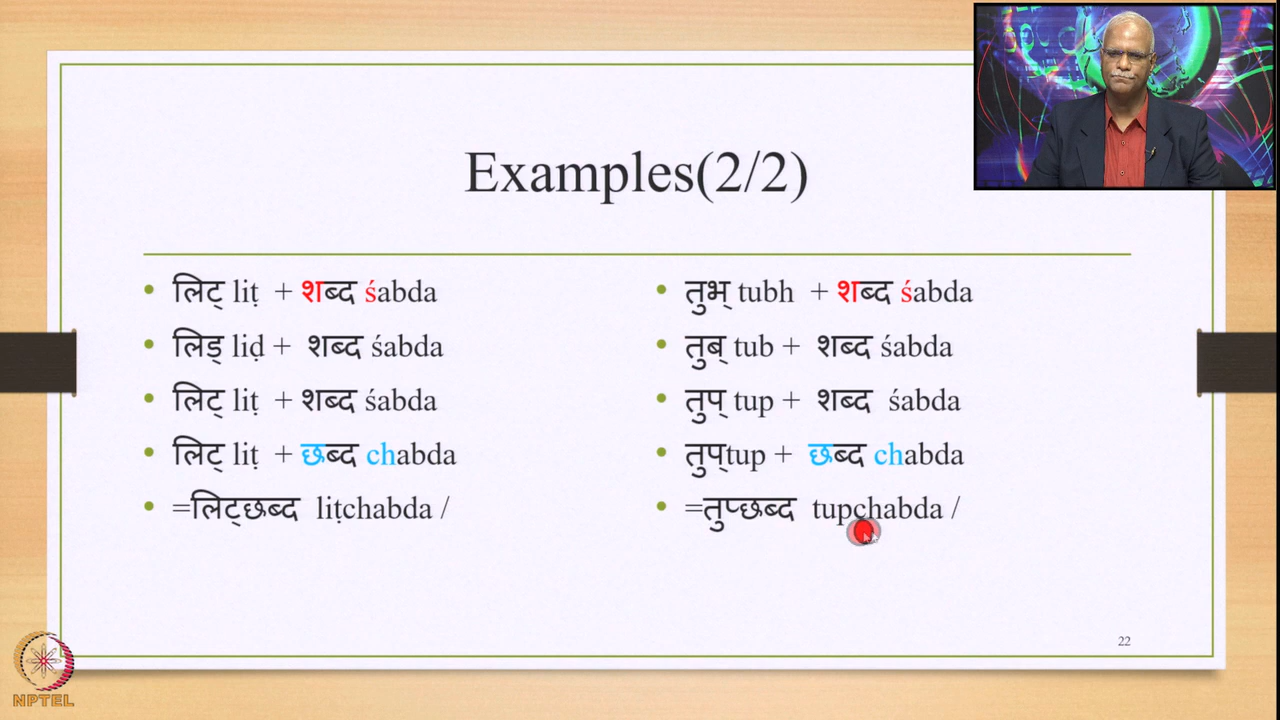 Examples(2/2)
• लिट् liṭ + शब्द śabda
• लिड् liḍ + शब्द śabda
• लिट् liṭ + शब्द śabda
• लिट् liṭ + छब्द chabda
• =लिट्छब्द liṭchabda /
• तुभ् tubh + शब्द śabda
• तुब् tub + शब्द śabda
• तुप् tup + शब्द śabda
• तुप्tup + छब्द chabda
• =तुप्छब्द tupchabda /
22
NPTEL